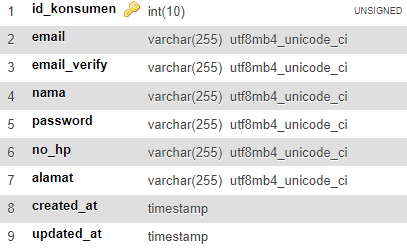 1 id_konsumen int(10) UNSIGNED
2 email varchar(255) utf8mb4_unicode_ci
3 email_verify varchar(255) utf8mb4_unicode_ci
4 nama varchar(255) utf8mb4_unicode_ci
5 password varchar(255) utf8mb4_unicode_ci
6 no_hp varchar(255) utf8mb4_unicode_ci
7 alamat varchar(255) utf8mb4_unicode_ci
8 created_at timestamp
9 updated_at timestamp